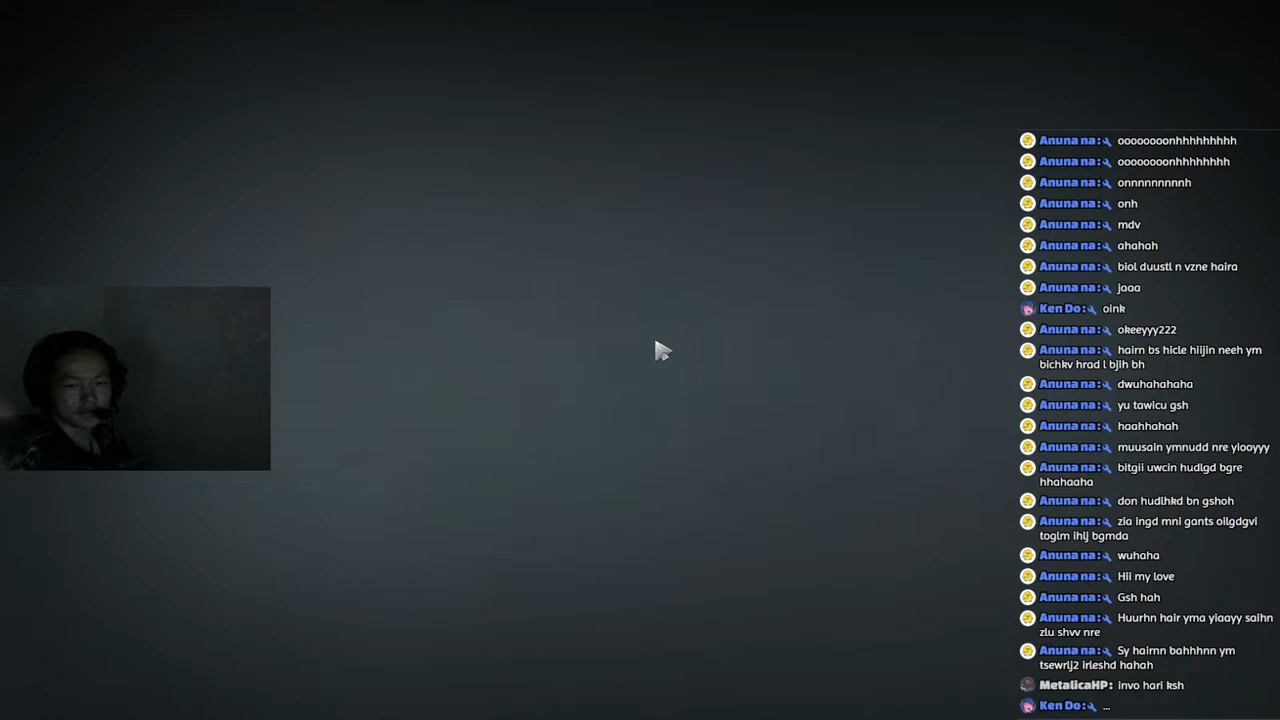 Anuna na: oooooooonhhhhhhhhh
Anuna na: oooooooonhhhhhhhh
Anuna na: onnnnnnnnnh
Anuna na: onh
Anuna na: mdv
Anuna na: ahahah
Anuna na: biol duustl n vzne haira
Anuna na: jaaa
Ken Do: oink
Anuna na: okeeyyy222
Anuna na: hairn bs hicle hiijin neeh ym
bichkv hrad l bjih bh
Anuna na: dwuhahahaha
Anuna na: yu tawicu gsh
Anuna na: haahhahah
Anuna na: muusain ymnudd nre yiooyyy
Anuna na: bitgii uwcin hudlgd bgre
hhahaaha
Anuna na: don hudlhkd bn gshoh
Anuna na: zia ingd mni gants oilgdgvi
toglm ihlj bgmda
Anuna na: wuhaha
Anuna na: Hii my love
Anuna na: Gsh hah
Anuna na: Huurhn hair yma yiaayy saihn
zlu shvv nre
Anuna na: Sy hairnn bahhhnn ym
tsewrlj2 irleshd hahah
MetalicaHP: invo hari ksh
Ken Do: ...